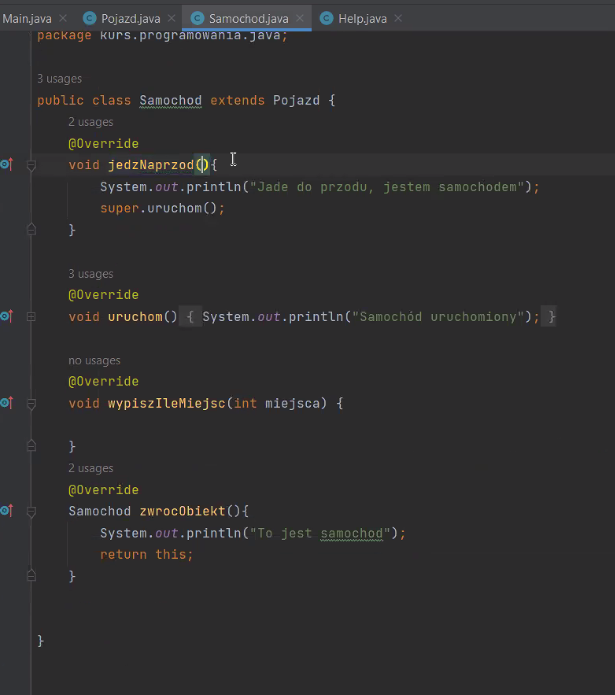 Main.java Pojazd.java Samochod.java Help.java
package kurs.programowania.java;
3 usages
public class Samochod extends Pojazd {
2 usages
@Override
void jedzNaprzod(){
System.out.println("Jade do przodu, jestem samochodem");
super.uruchom();
}
3 usages
@Override
void uruchom() { System.out.println("Samochód uruchomiony"); }
no usages
@Override
void wypiszIleMiejsc(int miejsca) {
}
2 usages
@Override
Samochod zwrocObiekt(){
System.out.println("To jest samochod");
return this;
}
}